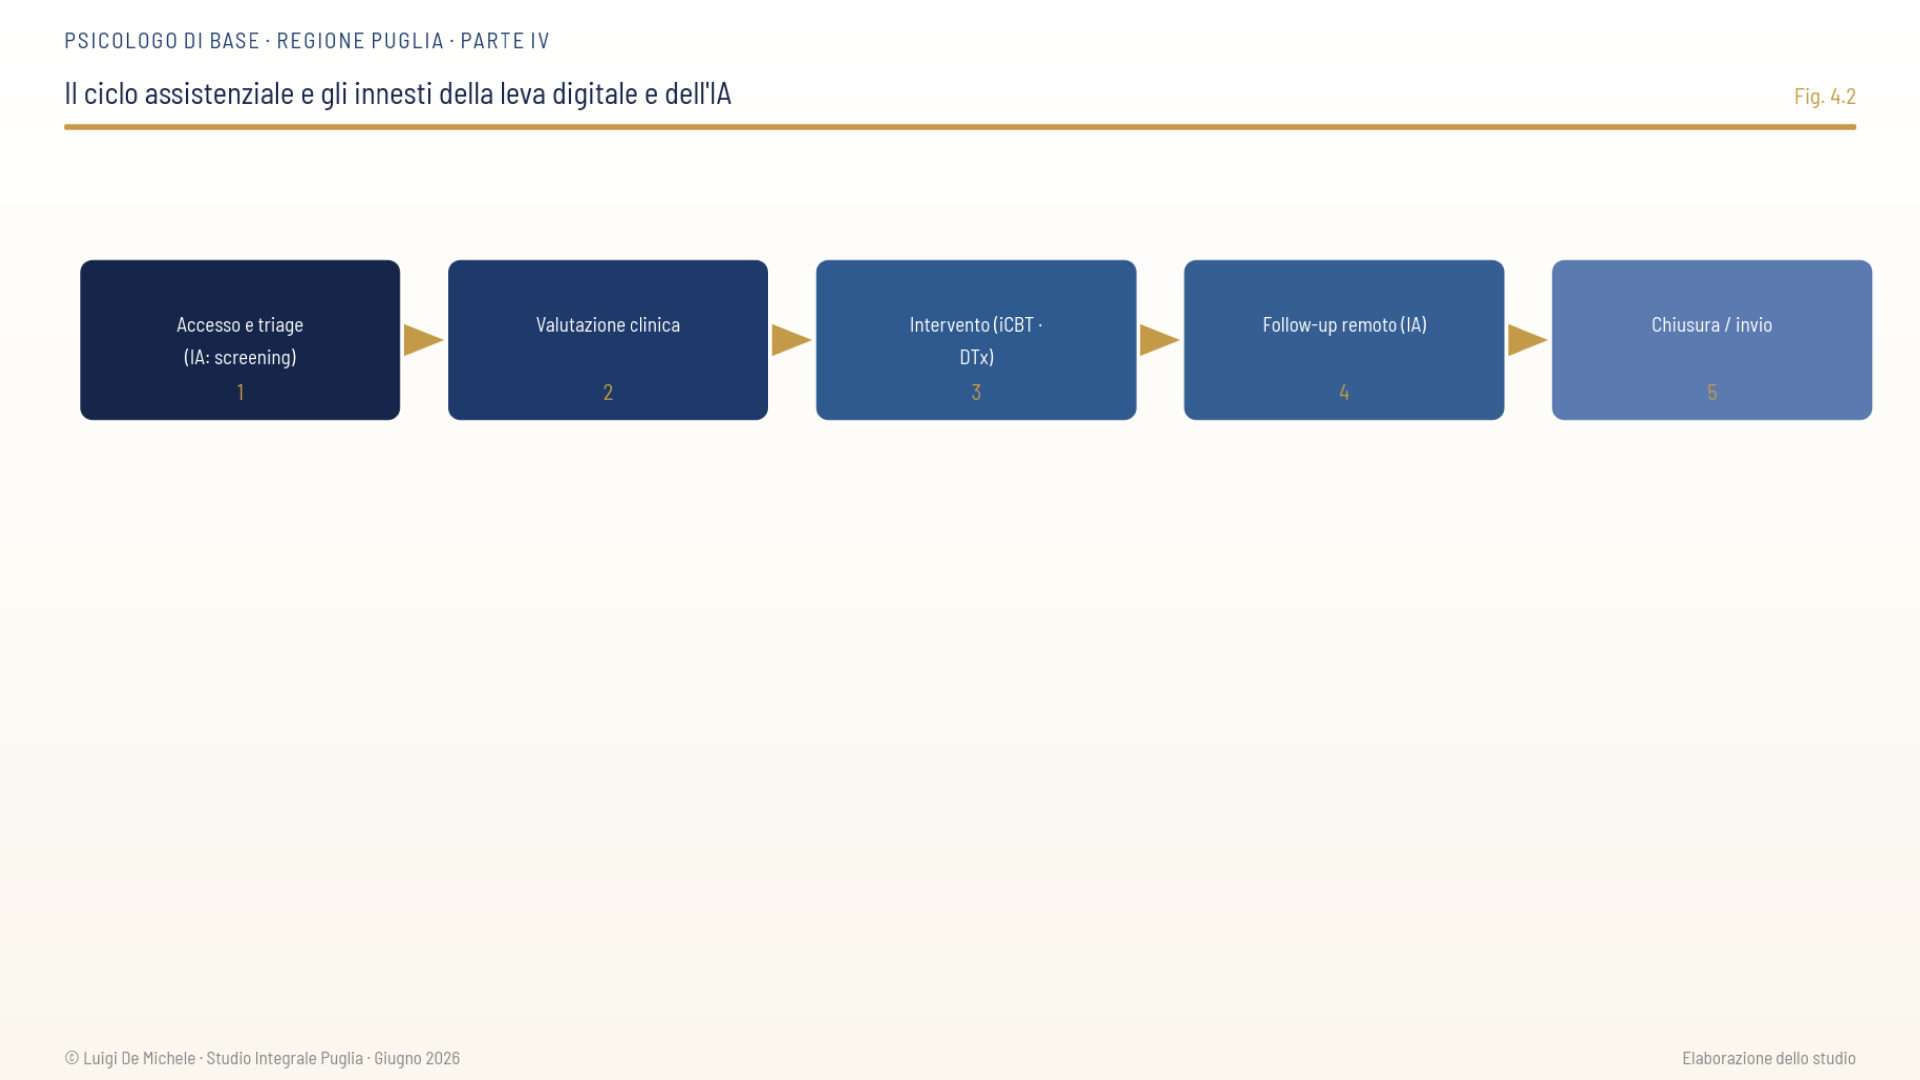 PSICOLOGO DI BASE · REGIONE PUGLIA · PARTE IV
Il ciclo assistenziale e gli innesti della leva digitale e dell'IA
Fig. 4.2
Accesso e triage
(IA: screening)
1
Valutazione clinica
2
Intervento (iCBT ·
DTx)
3
Follow-up remoto (IA)
4
Chiusura / invio
5
© Luigi De Michele · Studio Integrale Puglia · Giugno 2026
Elaborazione dello studio